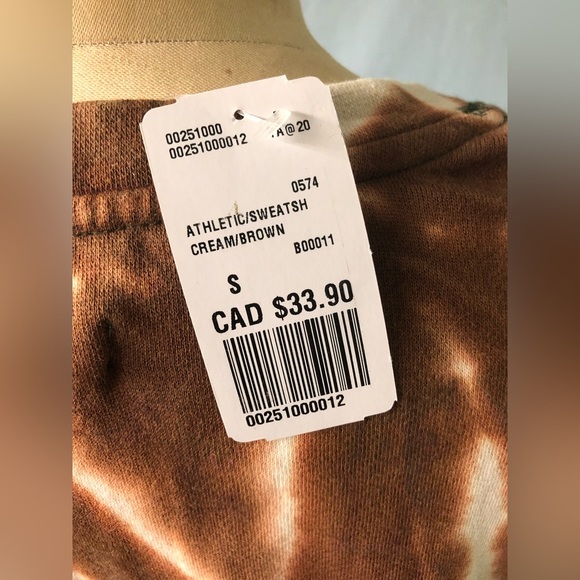 00251000
00251000012 A@20
0574
ATHLETIC/SWEATSH
CREAM/BROWN
B00011
S
CAD $33.90
00251000012